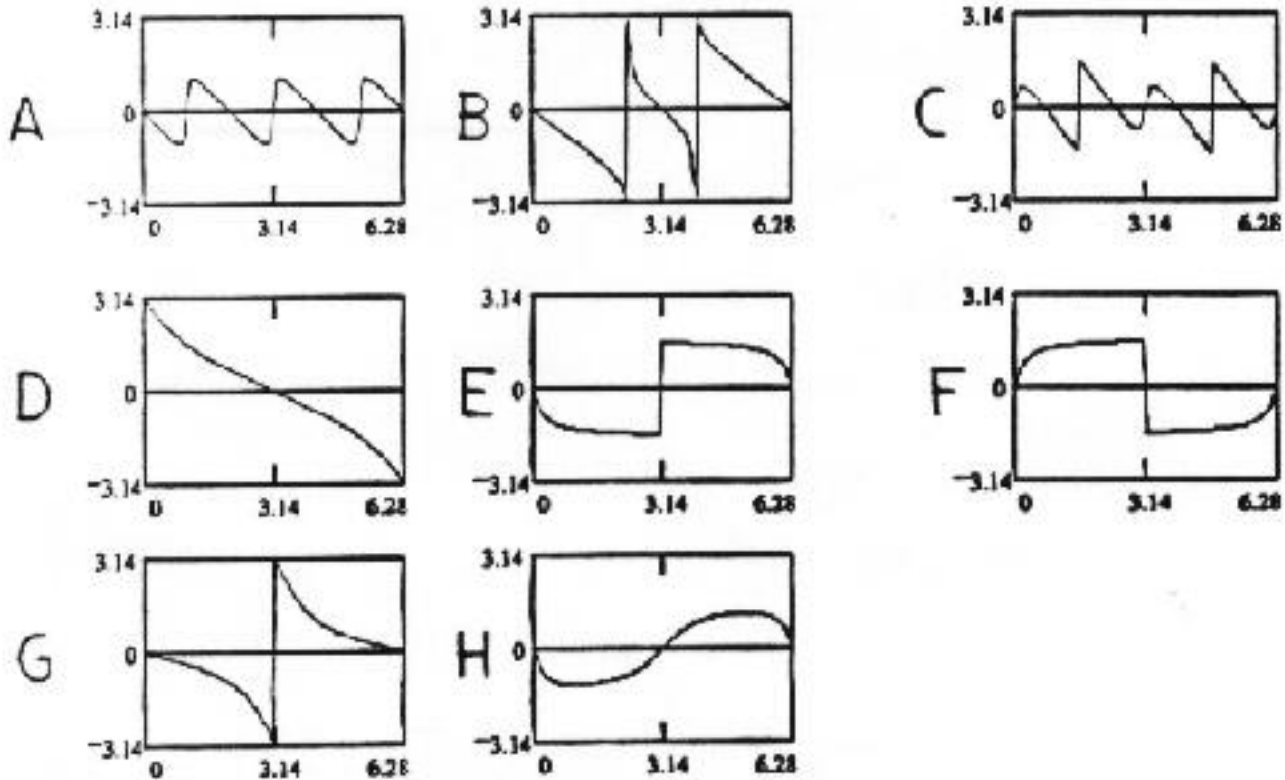 3.14 3.14 3.14
A 0 B 0 C 0
-3.14 -3.14 -3.14
0 3.14 6.28 0 3.14 6.28 0 3.14 6.28
3.14 3.14 3.14
D 0 E 0 F 0
-3.14 -3.14 -3.14
0 3.14 6.28 0 3.14 6.28 0 3.14 6.28
3.14 3.14
G 0 H 0
-3.14 -3.14
0 3.14 6.28 0 3.14 6.28